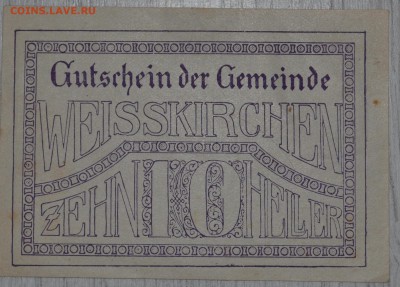 COINS.LAVE.RU
Gutschein der Gemeinde
WEISSKIRCHEN
ZEHN 10 HELLER